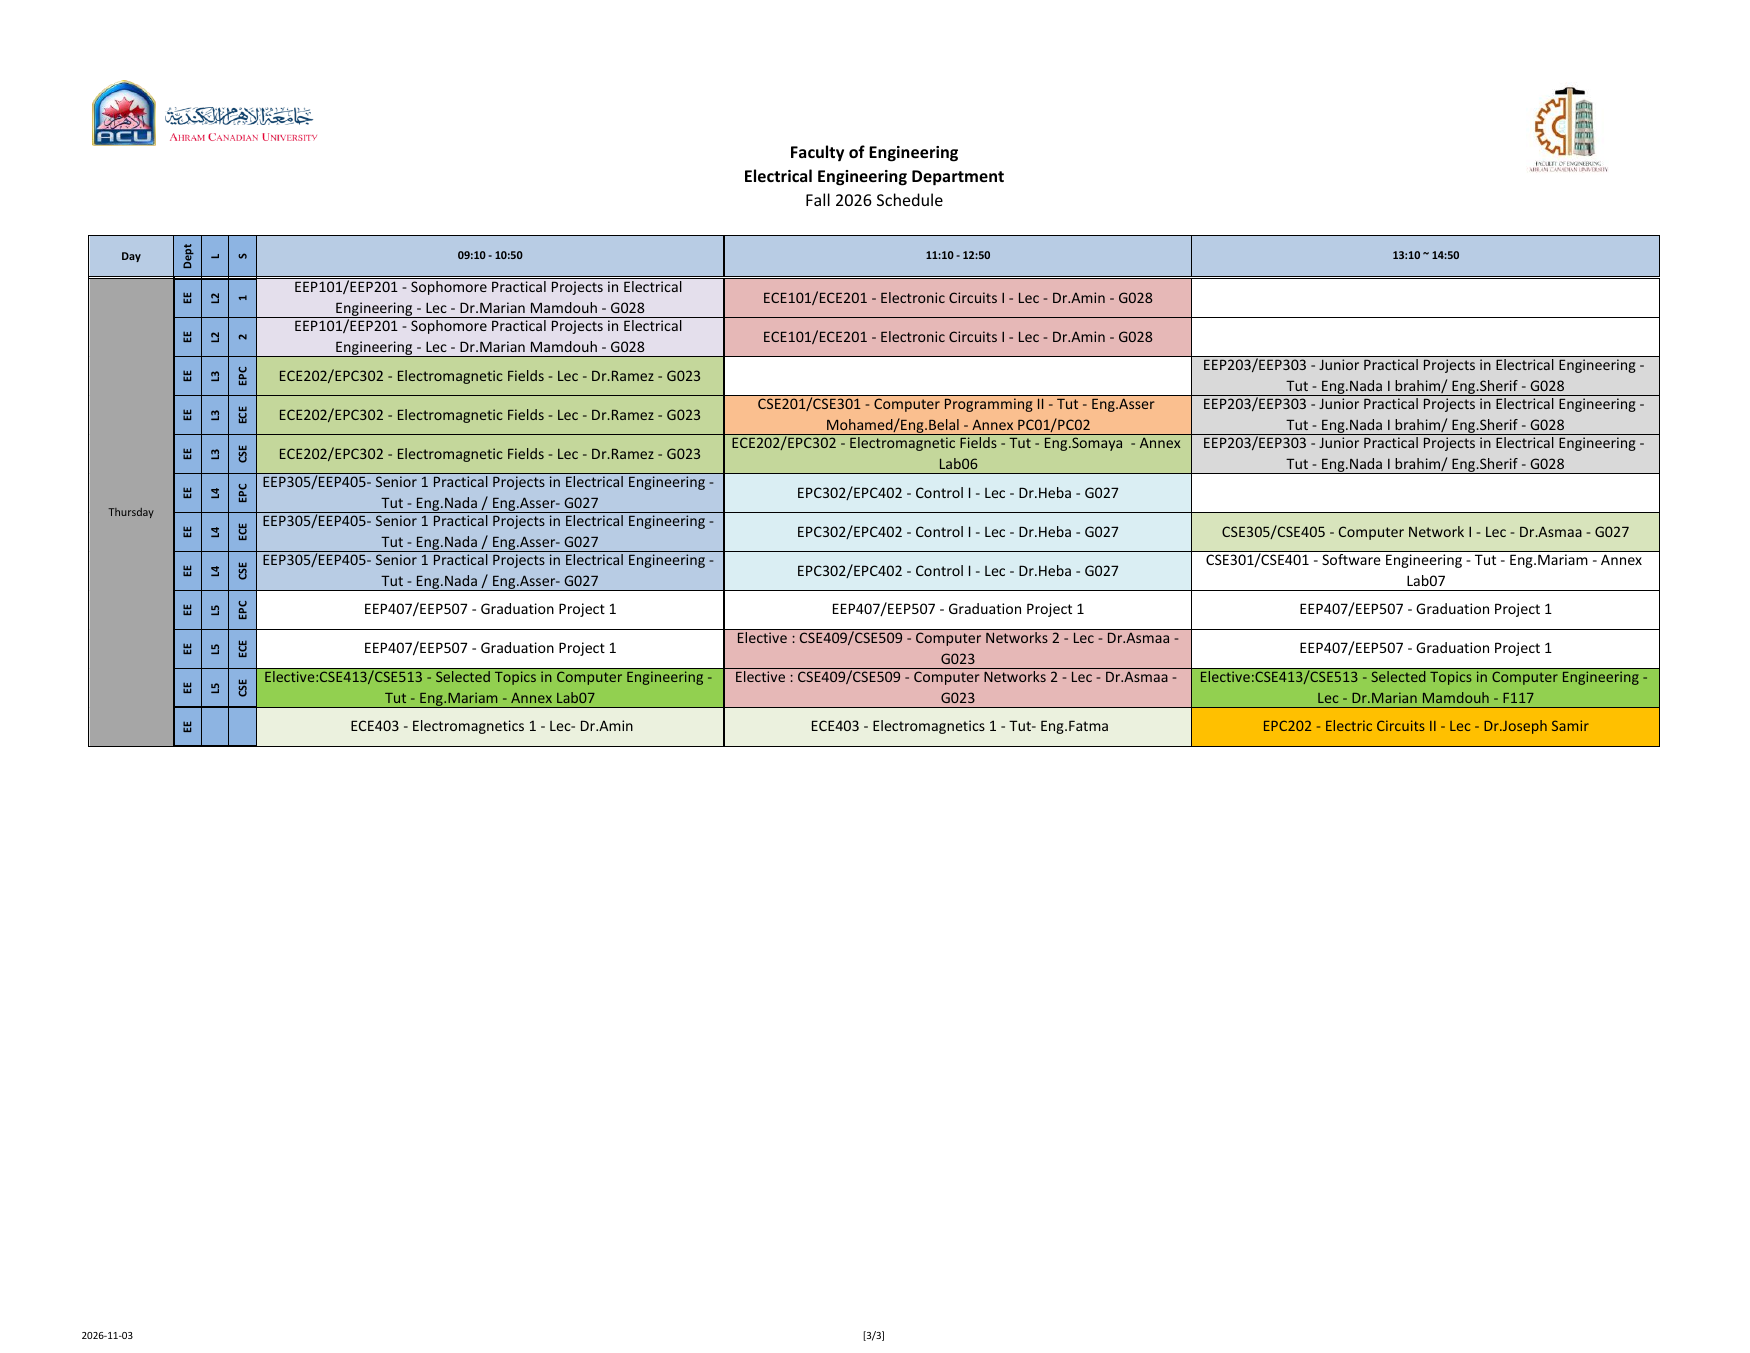 ACU
جامعة الاهرام الكندية
AHRAM CANADIAN UNIVERSITY
FACULTY OF ENGINEERING
AHRAM CANADIAN UNIVERSITY
Faculty of Engineering
Electrical Engineering Department
Fall 2026 Schedule
Day Dept L S 09:10 - 10:50 11:10 - 12:50 13:10 ~ 14:50
Thursday
EE L2 1
EEP101/EEP201 - Sophomore Practical Projects in Electrical
Engineering - Lec - Dr.Marian Mamdouh - G028
ECE101/ECE201 - Electronic Circuits I - Lec - Dr.Amin - G028
EE L2 2
EEP101/EEP201 - Sophomore Practical Projects in Electrical
Engineering - Lec - Dr.Marian Mamdouh - G028
ECE101/ECE201 - Electronic Circuits I - Lec - Dr.Amin - G028
EE L3 EPC
ECE202/EPC302 - Electromagnetic Fields - Lec - Dr.Ramez - G023
EEP203/EEP303 - Junior Practical Projects in Electrical Engineering -
Tut - Eng.Nada I brahim/ Eng.Sherif - G028
EE L3 ECE
ECE202/EPC302 - Electromagnetic Fields - Lec - Dr.Ramez - G023
CSE201/CSE301 - Computer Programming II - Tut - Eng.Asser
Mohamed/Eng.Belal - Annex PC01/PC02
EEP203/EEP303 - Junior Practical Projects in Electrical Engineering -
Tut - Eng.Nada I brahim/ Eng.Sherif - G028
EE L3 CSE
ECE202/EPC302 - Electromagnetic Fields - Lec - Dr.Ramez - G023
ECE202/EPC302 - Electromagnetic Fields - Tut - Eng.Somaya  - Annex
Lab06
EEP203/EEP303 - Junior Practical Projects in Electrical Engineering -
Tut - Eng.Nada I brahim/ Eng.Sherif - G028
EE L4 EPC
EEP305/EEP405- Senior 1 Practical Projects in Electrical Engineering -
Tut - Eng.Nada / Eng.Asser- G027
EPC302/EPC402 - Control I - Lec - Dr.Heba - G027
EE L4 ECE
EEP305/EEP405- Senior 1 Practical Projects in Electrical Engineering -
Tut - Eng.Nada / Eng.Asser- G027
EPC302/EPC402 - Control I - Lec - Dr.Heba - G027
CSE305/CSE405 - Computer Network I - Lec - Dr.Asmaa - G027
EE L4 CSE
EEP305/EEP405- Senior 1 Practical Projects in Electrical Engineering -
Tut - Eng.Nada / Eng.Asser- G027
EPC302/EPC402 - Control I - Lec - Dr.Heba - G027
CSE301/CSE401 - Software Engineering - Tut - Eng.Mariam - Annex
Lab07
EE L5 EPC
EEP407/EEP507 - Graduation Project 1
EEP407/EEP507 - Graduation Project 1
EEP407/EEP507 - Graduation Project 1
EE L5 ECE
EEP407/EEP507 - Graduation Project 1
Elective : CSE409/CSE509 - Computer Networks 2 - Lec - Dr.Asmaa -
G023
EEP407/EEP507 - Graduation Project 1
EE L5 CSE
Elective:CSE413/CSE513 - Selected Topics in Computer Engineering -
Tut - Eng.Mariam - Annex Lab07
Elective : CSE409/CSE509 - Computer Networks 2 - Lec - Dr.Asmaa -
G023
Elective:CSE413/CSE513 - Selected Topics in Computer Engineering -
Lec - Dr.Marian Mamdouh - F117
EE
ECE403 - Electromagnetics 1 - Lec- Dr.Amin
ECE403 - Electromagnetics 1 - Tut- Eng.Fatma
EPC202 - Electric Circuits II - Lec - Dr.Joseph Samir
2026-11-03
[3/3]